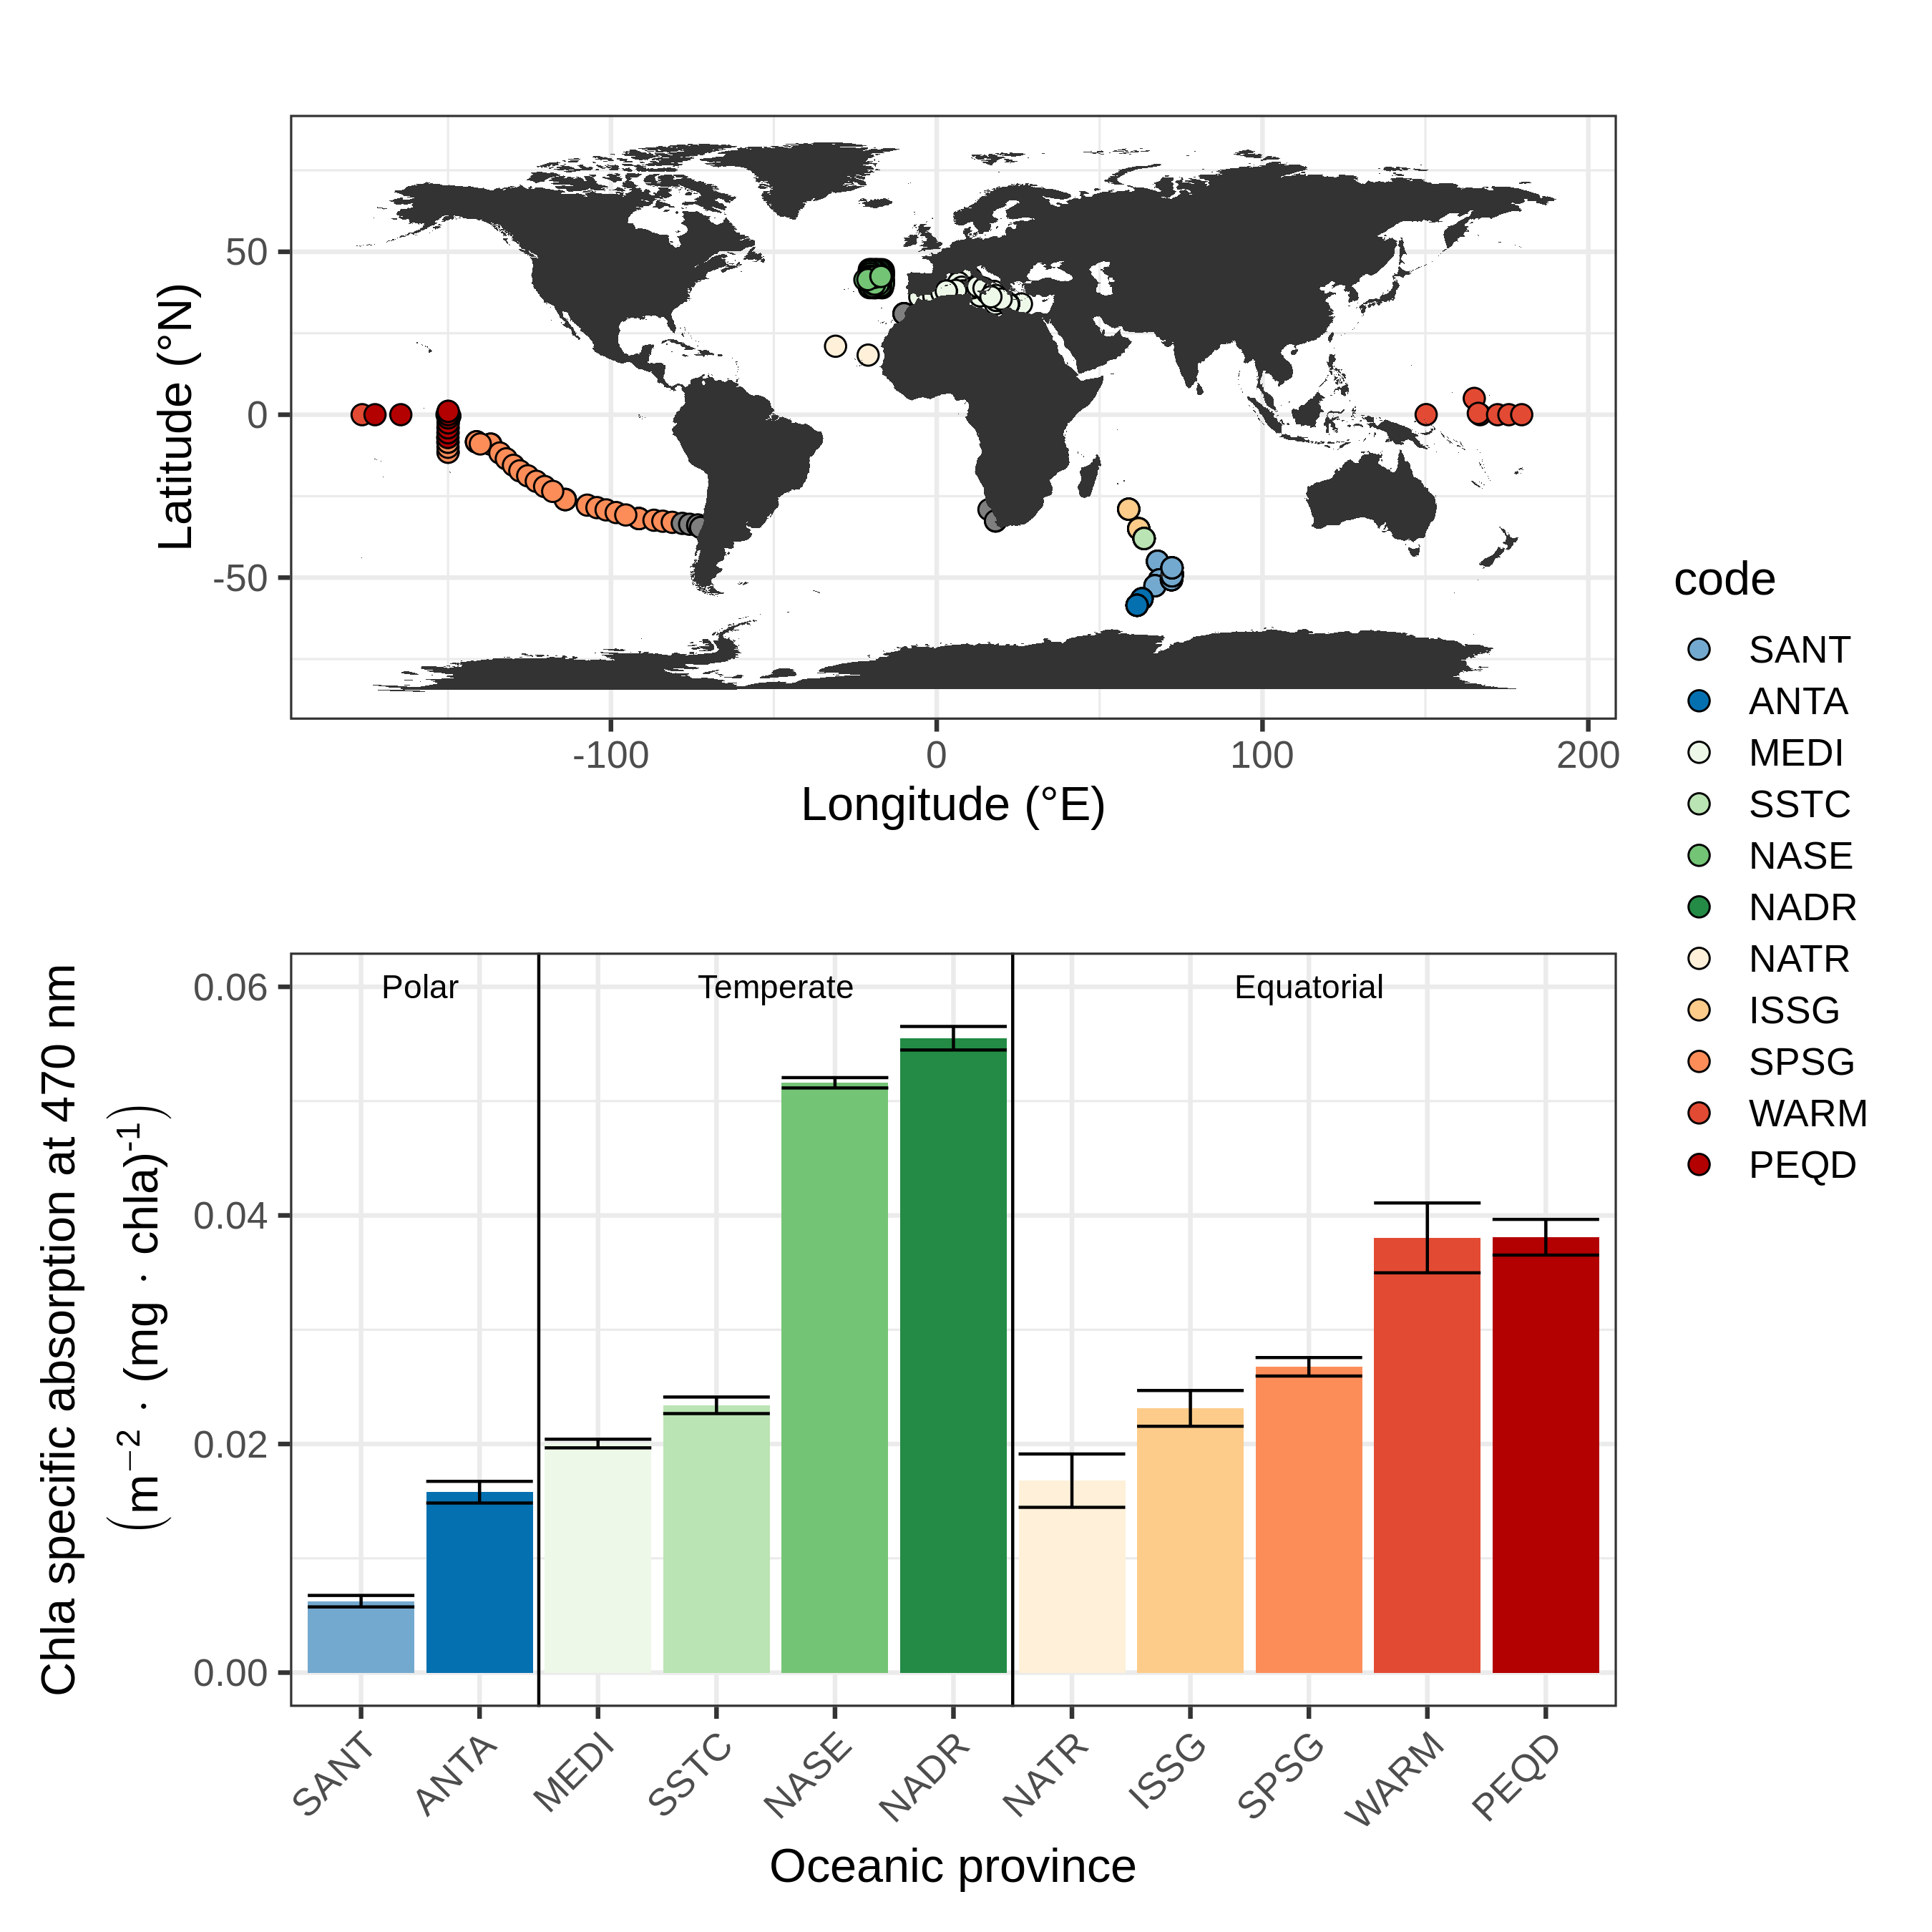 50
0
-50
Latitude (°N)
-100
0
100
200
Longitude (°E)
code
SANT
ANTA
MEDI
SSTC
NASE
NADR
NATR
ISSG
SPSG
WARM
PEQD
Polar
Temperate
Equatorial
0.06
0.04
0.02
0.00
Chla specific absorption at 470 nm
(m⁻² · (mg · chla)⁻¹)
SANT
ANTA
MEDI
SSTC
NASE
NADR
NATR
ISSG
SPSG
WARM
PEQD
Oceanic province